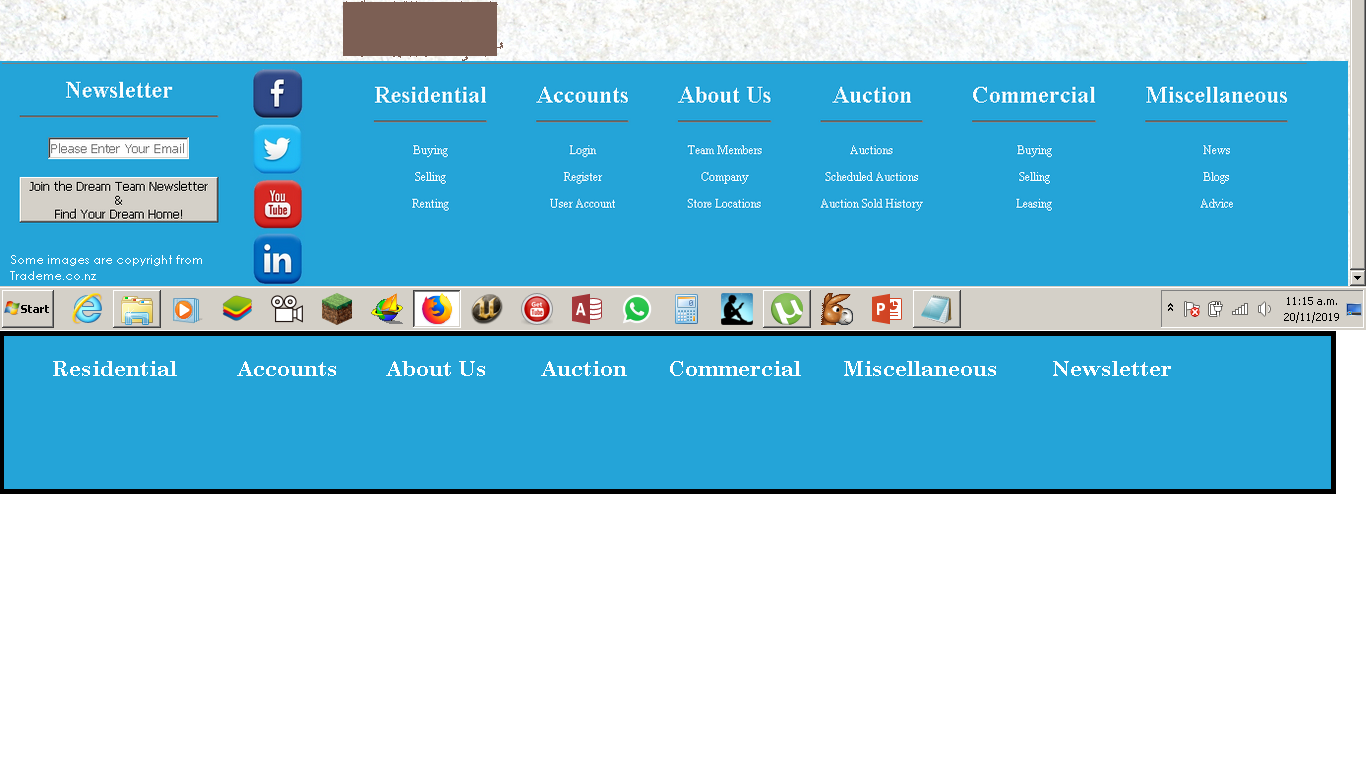 Newsletter
Please Enter Your Email
Join the Dream Team Newsletter
&
Find Your Dream Home!
Some images are copyright from
Trademe.co.nz
f
You
Tube
in
Residential
Buying
Selling
Renting
Accounts
Login
Register
User Account
About Us
Team Members
Company
Store Locations
Auction
Auctions
Scheduled Auctions
Auction Sold History
Commercial
Buying
Selling
Leasing
Miscellaneous
News
Blogs
Advice
Start
Get
Tube
A
P
11:15 a.m.
20/11/2019
Residential Accounts About Us Auction Commercial Miscellaneous Newsletter